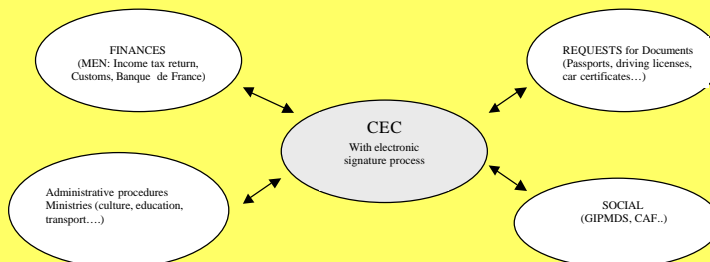 FINANCES
(MEN: Income tax return,
Customs, Banque de France)
REQUESTS for Documents
(Passports, driving licenses,
car certificates…)
CEC
With electronic
signature process
Administrative procedures
Ministries (culture, education,
transport….)
SOCIAL
(GIPMDS, CAF..)